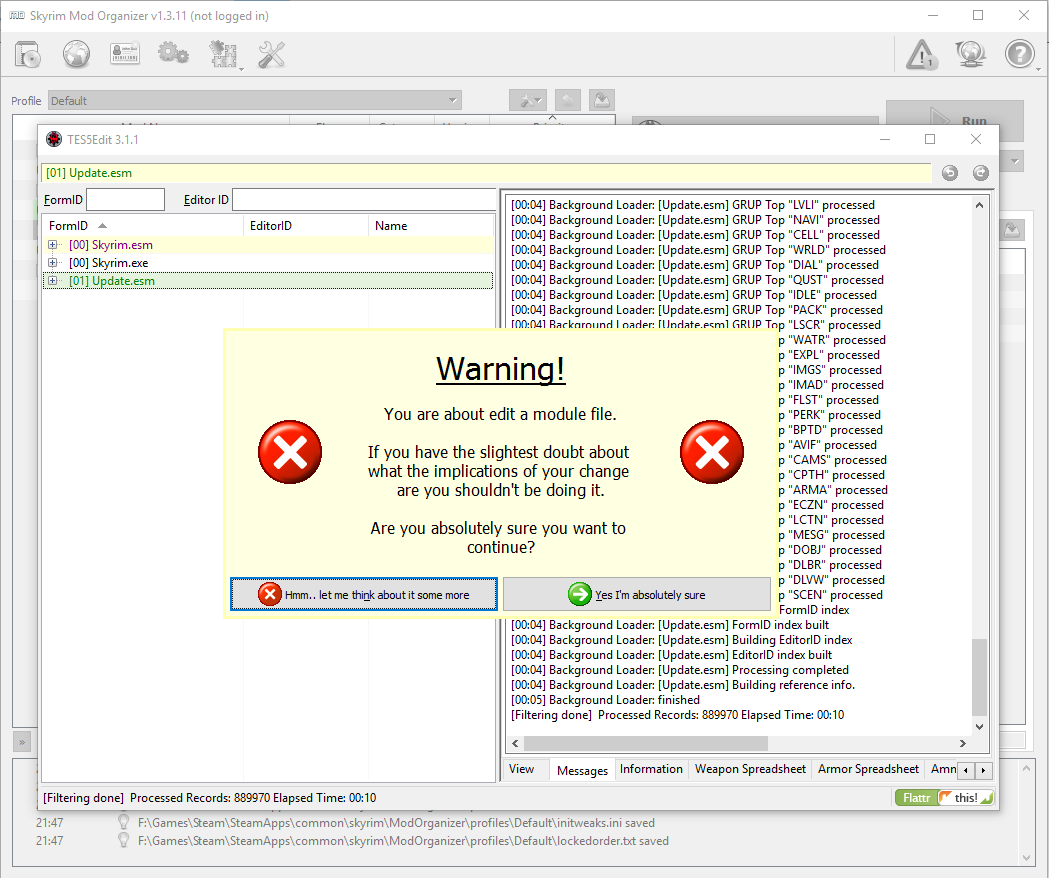 Skyrim Mod Organizer v1.3.11 (not logged in)
Profile Default
Run
TES5Edit 3.1.1
[01] Update.esm
FormID
Editor ID
FormID EditorID Name
[00] Skyrim.esm
[00] Skyrim.exe
[01] Update.esm
[00:04] Background Loader: [Update.esm] GRUP Top "LVLI" processed
[00:04] Background Loader: [Update.esm] GRUP Top "NAVI" processed
[00:04] Background Loader: [Update.esm] GRUP Top "CELL" processed
[00:04] Background Loader: [Update.esm] GRUP Top "WRLD" processed
[00:04] Background Loader: [Update.esm] GRUP Top "DIAL" processed
[00:04] Background Loader: [Update.esm] GRUP Top "QUST" processed
[00:04] Background Loader: [Update.esm] GRUP Top "IDLE" processed
[00:04] Background Loader: [Update.esm] GRUP Top "PACK" processed
[00:04] Background Loader: [Update.esm] GRUP Top "LSCR" processed
p "WATR" processed
p "EXPL" processed
p "IMGS" processed
p "IMAD" processed
p "FLST" processed
p "PERK" processed
p "BPTD" processed
p "AVIF" processed
p "CAMS" processed
p "CPTH" processed
p "ARMA" processed
p "ECZN" processed
p "LCTN" processed
p "MESG" processed
p "DOBJ" processed
p "DLBR" processed
p "DLVW" processed
p "SCEN" processed
FormID index
[00:04] Background Loader: [Update.esm] FormID index built
[00:04] Background Loader: [Update.esm] Building EditorID index
[00:04] Background Loader: [Update.esm] EditorID index built
[00:04] Background Loader: [Update.esm] Processing completed
[00:04] Background Loader: [Update.esm] Building reference info.
[00:05] Background Loader: finished
[Filtering done] Processed Records: 889970 Elapsed Time: 00:10
Warning!
You are about edit a module file.
If you have the slightest doubt about
what the implications of your change
are you shouldn't be doing it.
Are you absolutely sure you want to
continue?
Hmm.. let me think about it some more
Yes I'm absolutely sure
View Messages Information Weapon Spreadsheet Armor Spreadsheet Amn
[Filtering done] Processed Records: 889970 Elapsed Time: 00:10
Flattr this!
21:47 F:\Games\Steam\SteamApps\common\skyrim\ModOrganizer\profiles\Default\initweaks.ini saved
21:47 F:\Games\Steam\SteamApps\common\skyrim\ModOrganizer\profiles\Default\lockedorder.txt saved